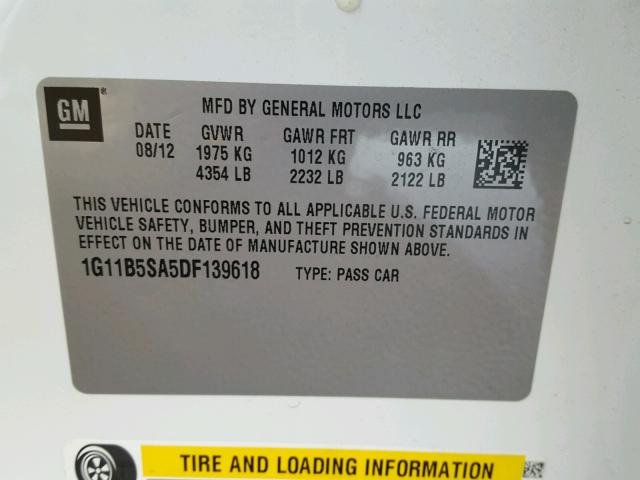 GM®
MFD BY GENERAL MOTORS LLC
DATE GVWR GAWR FRT GAWR RR
08/12 1975 KG 1012 KG 963 KG
4354 LB 2232 LB 2122 LB
THIS VEHICLE CONFORMS TO ALL APPLICABLE U.S. FEDERAL MOTOR
VEHICLE SAFETY, BUMPER, AND THEFT PREVENTION STANDARDS IN
EFFECT ON THE DATE OF MANUFACTURE SHOWN ABOVE.
1G11B5SA5DF139618 TYPE: PASS CAR
TIRE AND LOADING INFORMATION